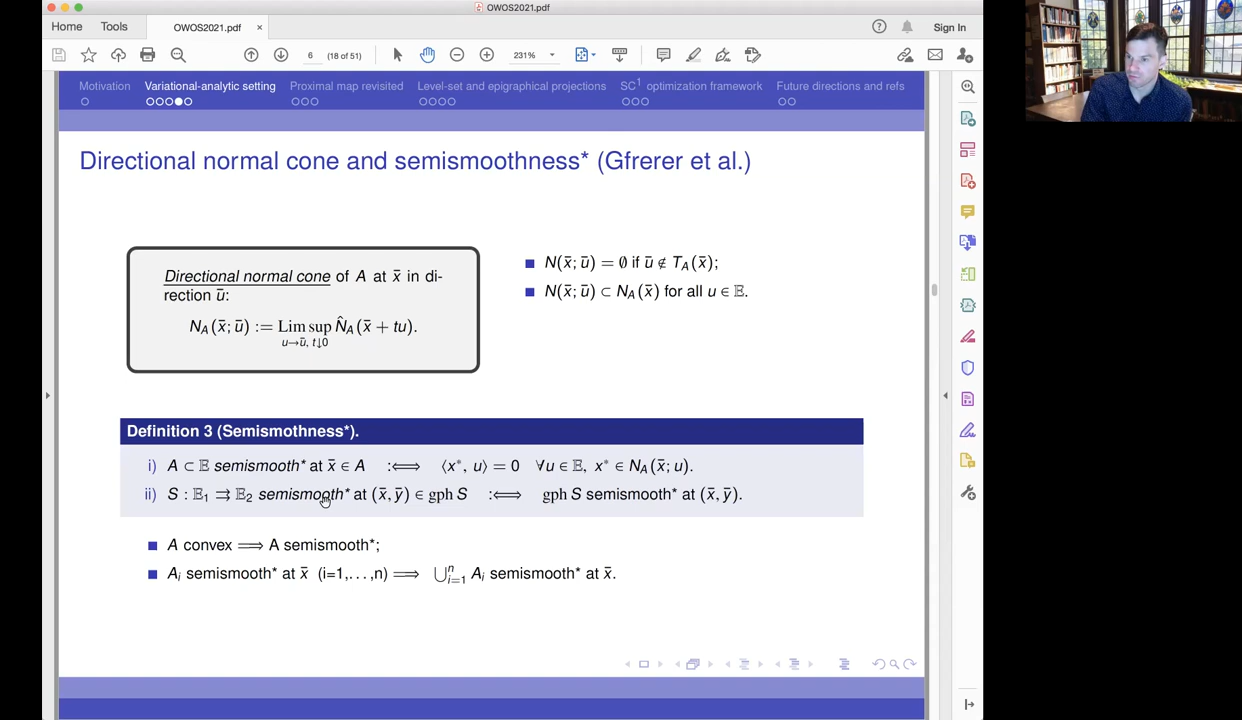 OWOS2021.pdf
Home Tools OWOS2021.pdf × Sign In
6 (18 of 51) 231%
Motivation Variational-analytic setting Proximal map revisited Level-set and epigraphical projections SC¹ optimization framework Future directions and refs
Directional normal cone and semismoothness* (Gfrerer et al.)
Directional normal cone of A at x̄ in di-
rection ū:
N_A(x̄; ū) := Lim sup N̂_A(x̄ + tu).
u→ū, t↓0
N(x̄; ū) = ∅ if ū ∉ T_A(x̄);
N(x̄; ū) ⊂ N_A(x̄) for all u ∈ 𝔼.
Definition 3 (Semismothness*).
i) A ⊂ 𝔼 semismooth* at x̄ ∈ A :⟺ ⟨x*, u⟩ = 0 ∀u ∈ 𝔼, x* ∈ N_A(x̄; u).
ii) S : 𝔼₁ ⇉ 𝔼₂ semismooth* at (x̄, ȳ) ∈ gph S :⟺ gph S semismooth* at (x̄, ȳ).
A convex ⟹ A semismooth*;
A_i semismooth* at x̄ (i=1,...,n) ⟹ ⋃ⁿ_{i=1} A_i semismooth* at x̄.